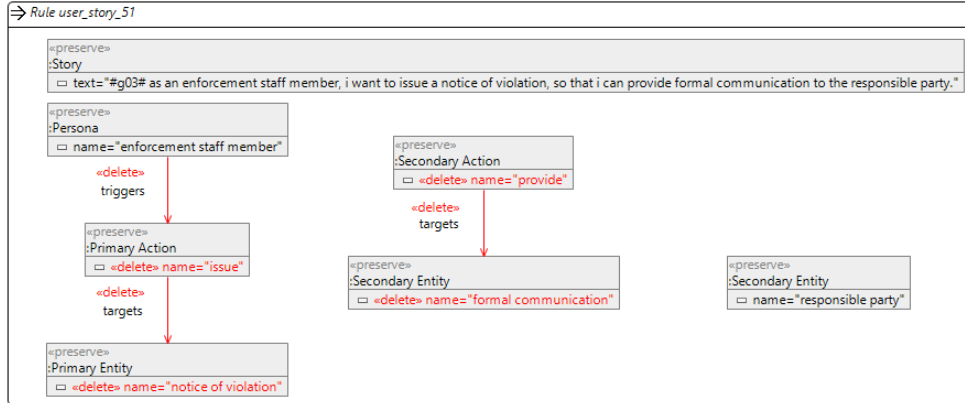 Rule user_story_51
«preserve»
:Story
text="#g03# as an enforcement staff member, i want to issue a notice of violation, so that i can provide formal communication to the responsible party."
«preserve»
:Persona
name="enforcement staff member"
«delete»
triggers
«preserve»
:Secondary Action
«delete» name="provide"
«delete»
targets
«preserve»
:Primary Action
«delete» name="issue"
«delete»
targets
«preserve»
:Secondary Entity
«delete» name="formal communication"
«preserve»
:Secondary Entity
name="responsible party"
«preserve»
:Primary Entity
«delete» name="notice of violation"